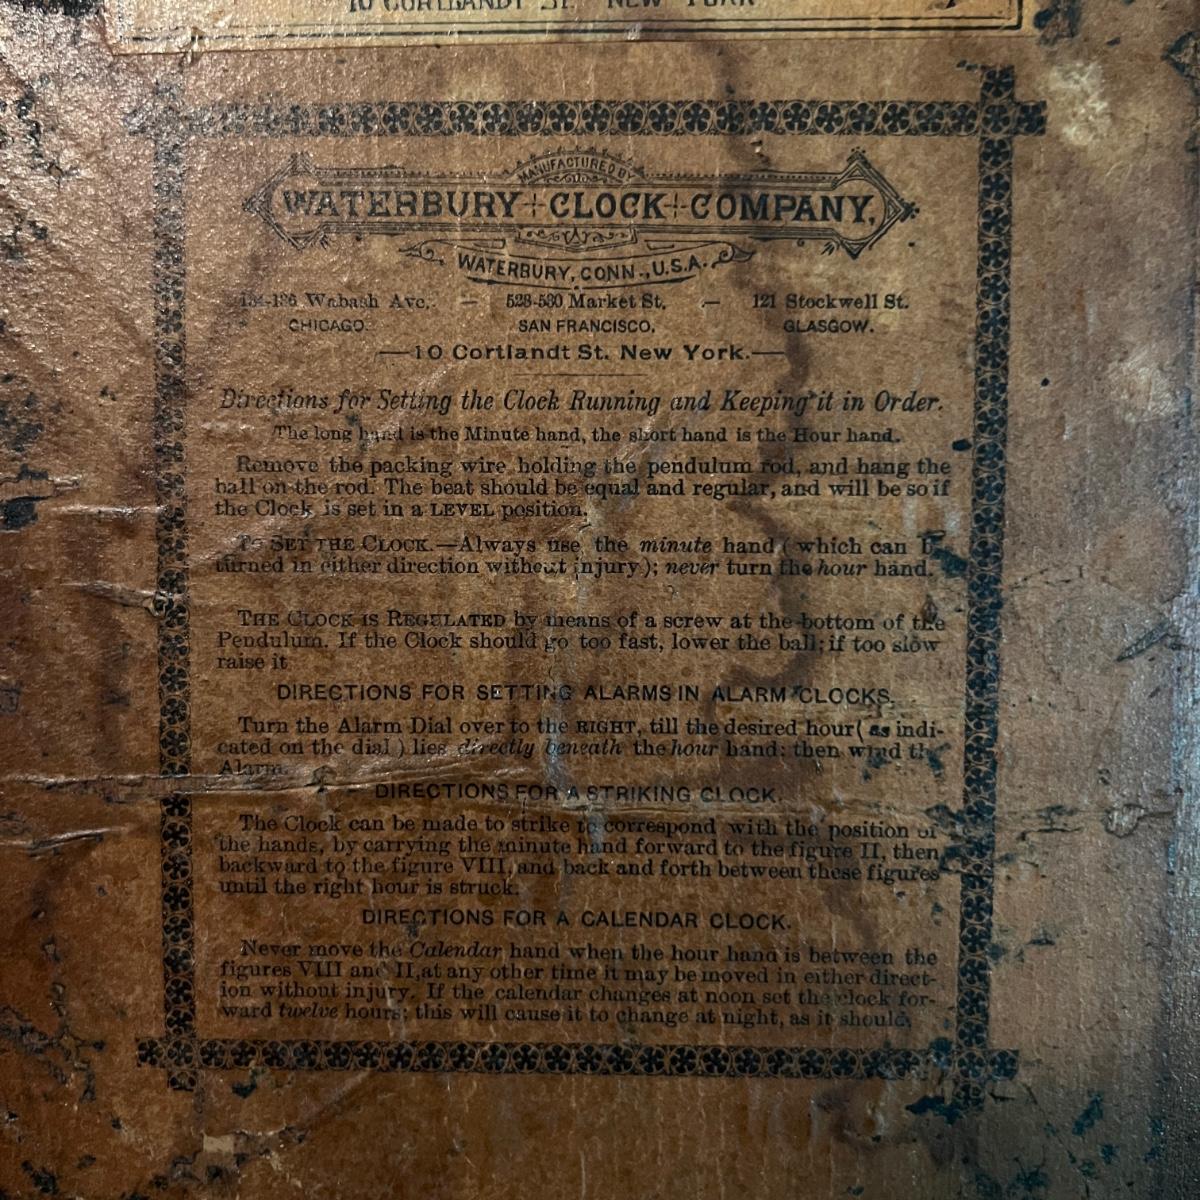 10 CORTLANDT ST. NEW YORK
MANUFACTURED BY
WATERBURY CLOCK COMPANY,
WATERBURY, CONN., U.S.A.
134-136 Wabash Ave., — 528-530 Market St, — 121 Stockwell St.
CHICAGO. SAN FRANCISCO. GLASGOW.
—10 Cortlandt St. New York.—
Directions for Setting the Clock Running and Keeping it in Order.
The long hand is the Minute hand, the short hand is the Hour hand.
Remove the packing wire holding the pendulum rod, and hang the
ball on the rod. The beat should be equal and regular, and will be so if
the Clock is set in a LEVEL position.
TO SET THE CLOCK.—Always use the minute hand (which can be
turned in either direction without injury); never turn the hour hand.
THE CLOCK IS REGULATED by means of a screw at the bottom of the
Pendulum. If the Clock should go too fast, lower the ball; if too slow
raise it
DIRECTIONS FOR SETTING ALARMS IN ALARM CLOCKS.
Turn the Alarm Dial over to the RIGHT, till the desired hour (as indi-
cated on the dial) lies directly beneath the hour hand: then wind the
Alarm.
DIRECTIONS FOR A STRIKING CLOCK.
The Clock can be made to strike to correspond with the position of
the hands, by carrying the minute hand forward to the figure II, then
backward to the figure VIII, and back and forth between these figures
until the right hour is struck.
DIRECTIONS FOR A CALENDAR CLOCK.
Never move the Calendar hand when the hour hand is between the
figures VIII and II, at any other time it may be moved in either direct-
ion without injury. If the calendar changes at noon set the clock for-
ward twelve hours; this will cause it to change at night, as it should.